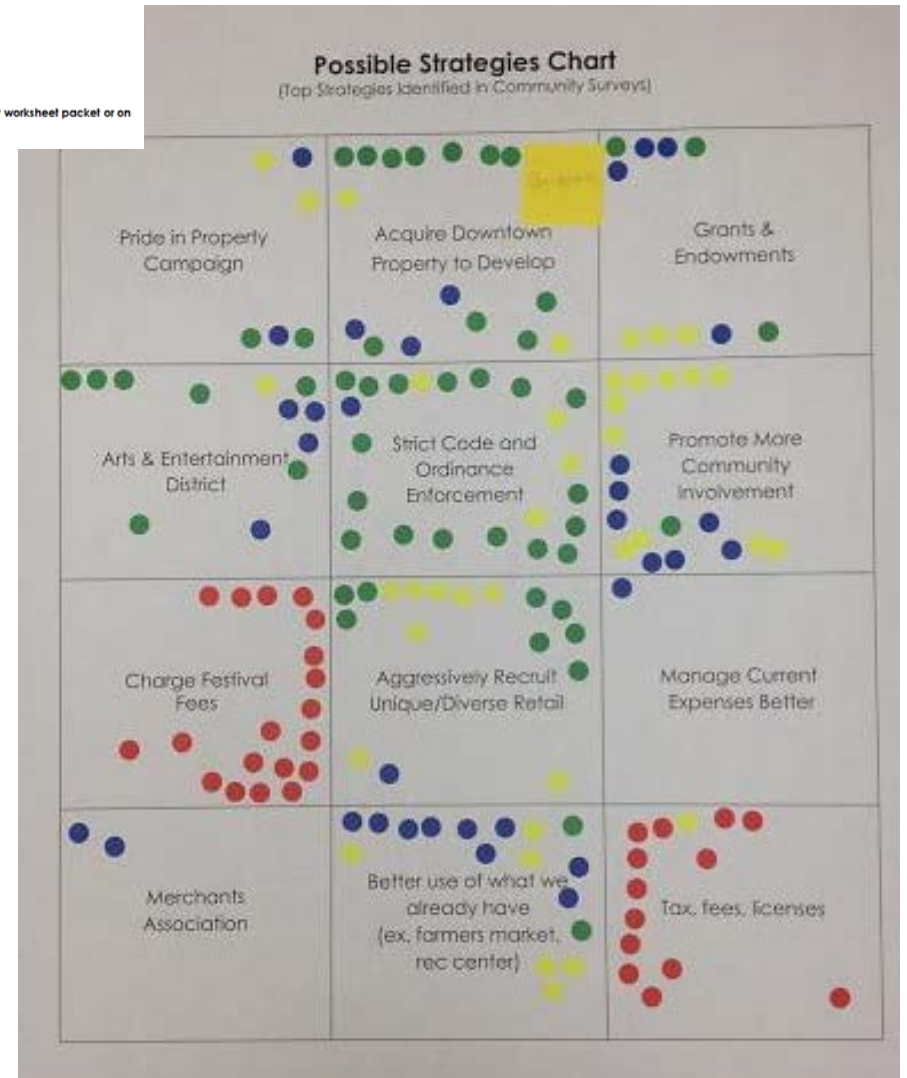 worksheet packet or on
Possible Strategies Chart
(Top Strategies Identified in Community Surveys)
Pride in Property
Campaign
Acquire Downtown
Property to Develop
Grants &
Endowments
Arts & Entertainment
District
Strict Code and
Ordinance
Enforcement
Promote More
Community
Involvement
Charge Festival
Fees
Aggressively Recruit
Unique/Diverse Retail
Manage Current
Expenses Better
Merchants
Association
Better use of what we
already have
(ex. farmers market,
rec center)
Tax, fees, licenses